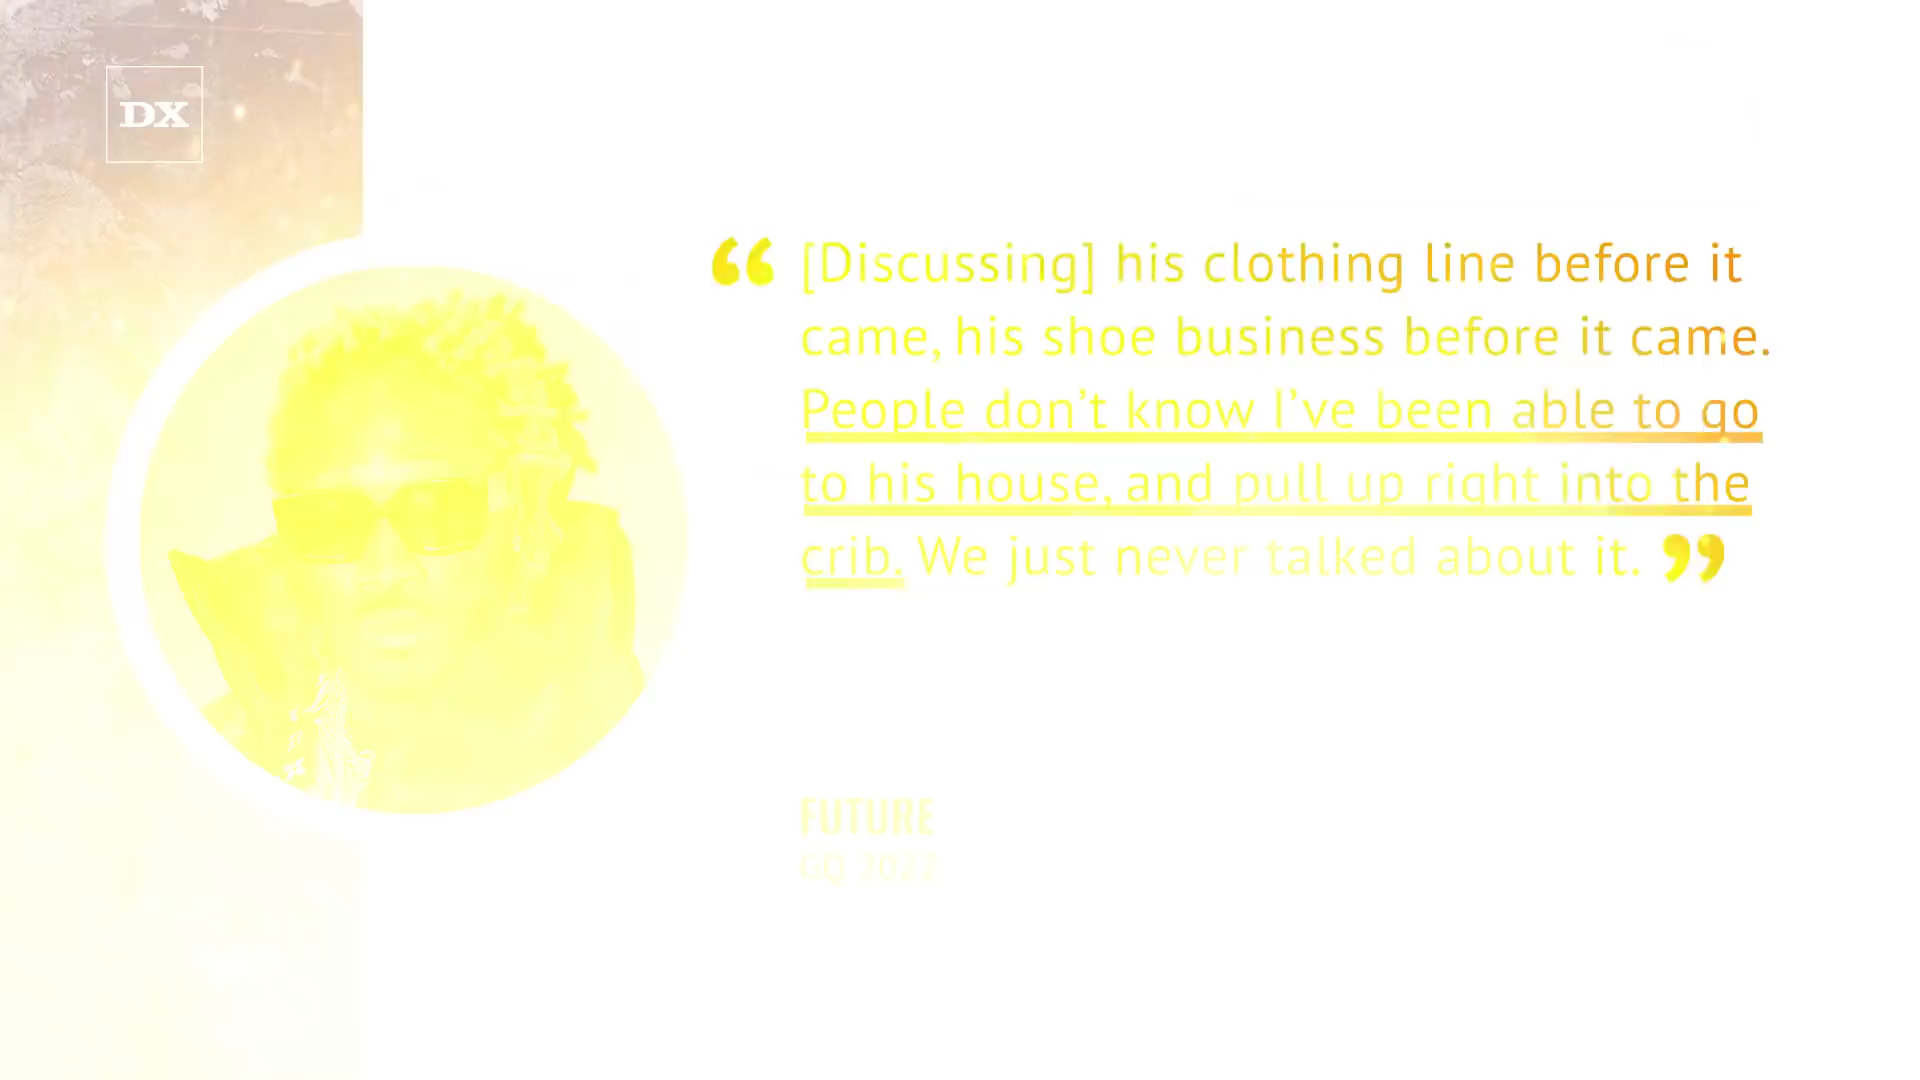 DX
“ [Discussing] his clothing line before it
came, his shoe business before it came.
People don’t know I’ve been able to go
to his house, and pull up right into the
crib. We just never talked about it. ”
FUTURE
GQ 2022